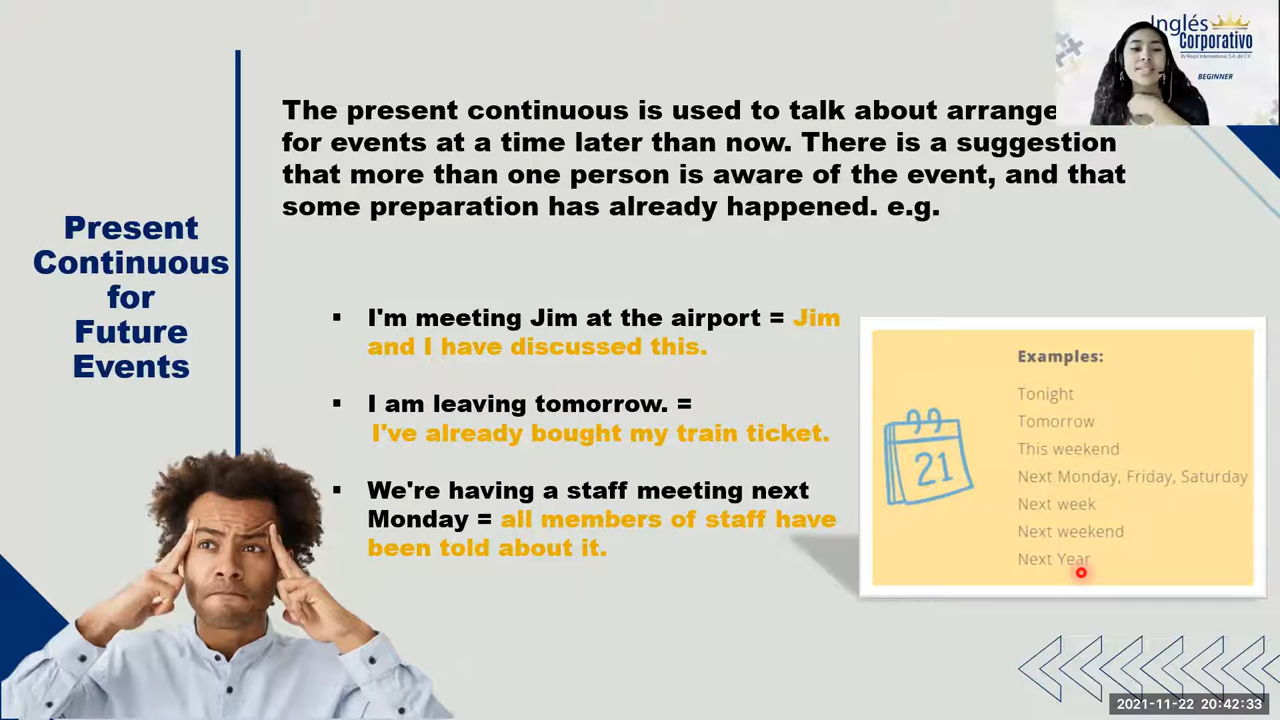 Inglés
Corporativo
BEGINNER
The present continuous is used to talk about arrange
for events at a time later than now. There is a suggestion
that more than one person is aware of the event, and that
some preparation has already happened. e.g.
Present
Continuous
for
Future
Events
▪ I'm meeting Jim at the airport = Jim
and I have discussed this.
▪ I am leaving tomorrow. =
I've already bought my train ticket.
▪ We're having a staff meeting next
Monday = all members of staff have
been told about it.
Examples:
Tonight
Tomorrow
This weekend
Next Monday, Friday, Saturday
Next week
Next weekend
Next Year
21
2021-11-22 20:42:33